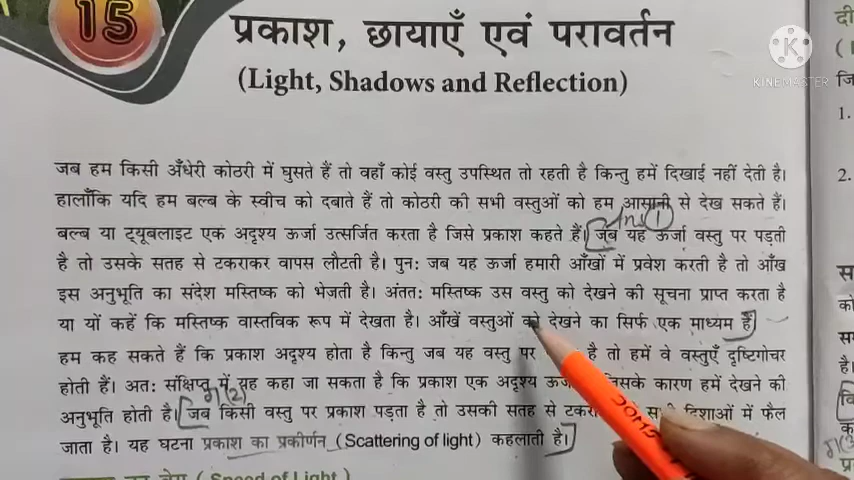 15
प्रकाश, छायाएँ एवं परावर्तन
(Light, Shadows and Reflection)
KINEMASTER
जब हम किसी अँधेरी कोठरी में घुसते हैं तो वहाँ कोई वस्तु उपस्थित तो रहती है किन्तु हमें दिखाई नहीं देती है।
हालाँकि यदि हम बल्ब के स्वीच को दबाते हैं तो कोठरी की सभी वस्तुओं को हम आसानी से देख सकते हैं।
Ans 1
बल्ब या ट्यूबलाइट एक अदृश्य ऊर्जा उत्सर्जित करता है जिसे प्रकाश कहते हैं। जब यह ऊर्जा वस्तु पर पड़ती
है तो उसके सतह से टकराकर वापस लौटती है। पुन: जब यह ऊर्जा हमारी आँखों में प्रवेश करती है तो आँख
इस अनुभूति का संदेश मस्तिष्क को भेजती है। अंतत: मस्तिष्क उस वस्तु को देखने की सूचना प्राप्त करता है
या यों कहें कि मस्तिष्क वास्तविक रूप में देखता है। आँखें वस्तुओं को देखने का सिर्फ एक माध्यम है
हम कह सकते हैं कि प्रकाश अदृश्य होता है किन्तु जब यह वस्तु पर है तो हमें वे वस्तुएँ दृष्टिगोचर
होती हैं। अत: संक्षिप्त में यह कहा जा सकता है कि प्रकाश एक अदृश्य कारण हमें देखने की
(2)
अनुभूति होती है। जब किसी वस्तु पर प्रकाश पड़ता है तो उसकी सतह से दिशाओं में फैल
जाता है। यह घटना प्रकाश का प्रकीर्णन (Scattering of light) कहलाती है।
(Speed of Light)
1.
2.